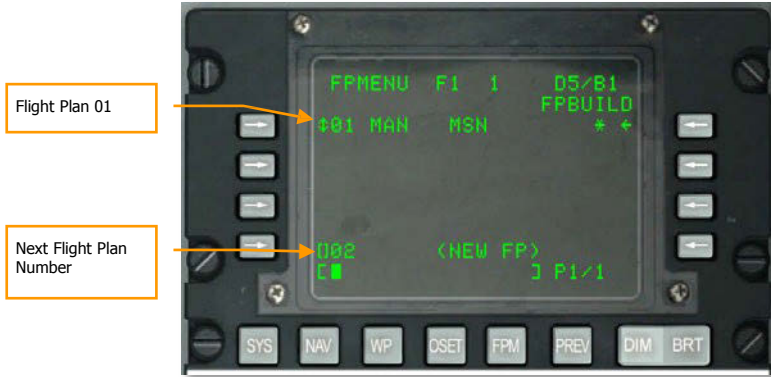 Flight Plan 01
Next Flight Plan
Number
FPMENU F1 1 D5/B1
FPBUILD
↕01 MAN MSN * ←
[]02 (NEW FP)
[ ] P1/1
SYS NAV WP OSET FPM PREV DIM BRT